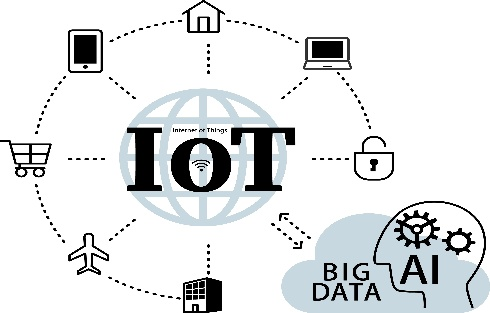 Internet of Things
IoT
BIG
DATA
AI